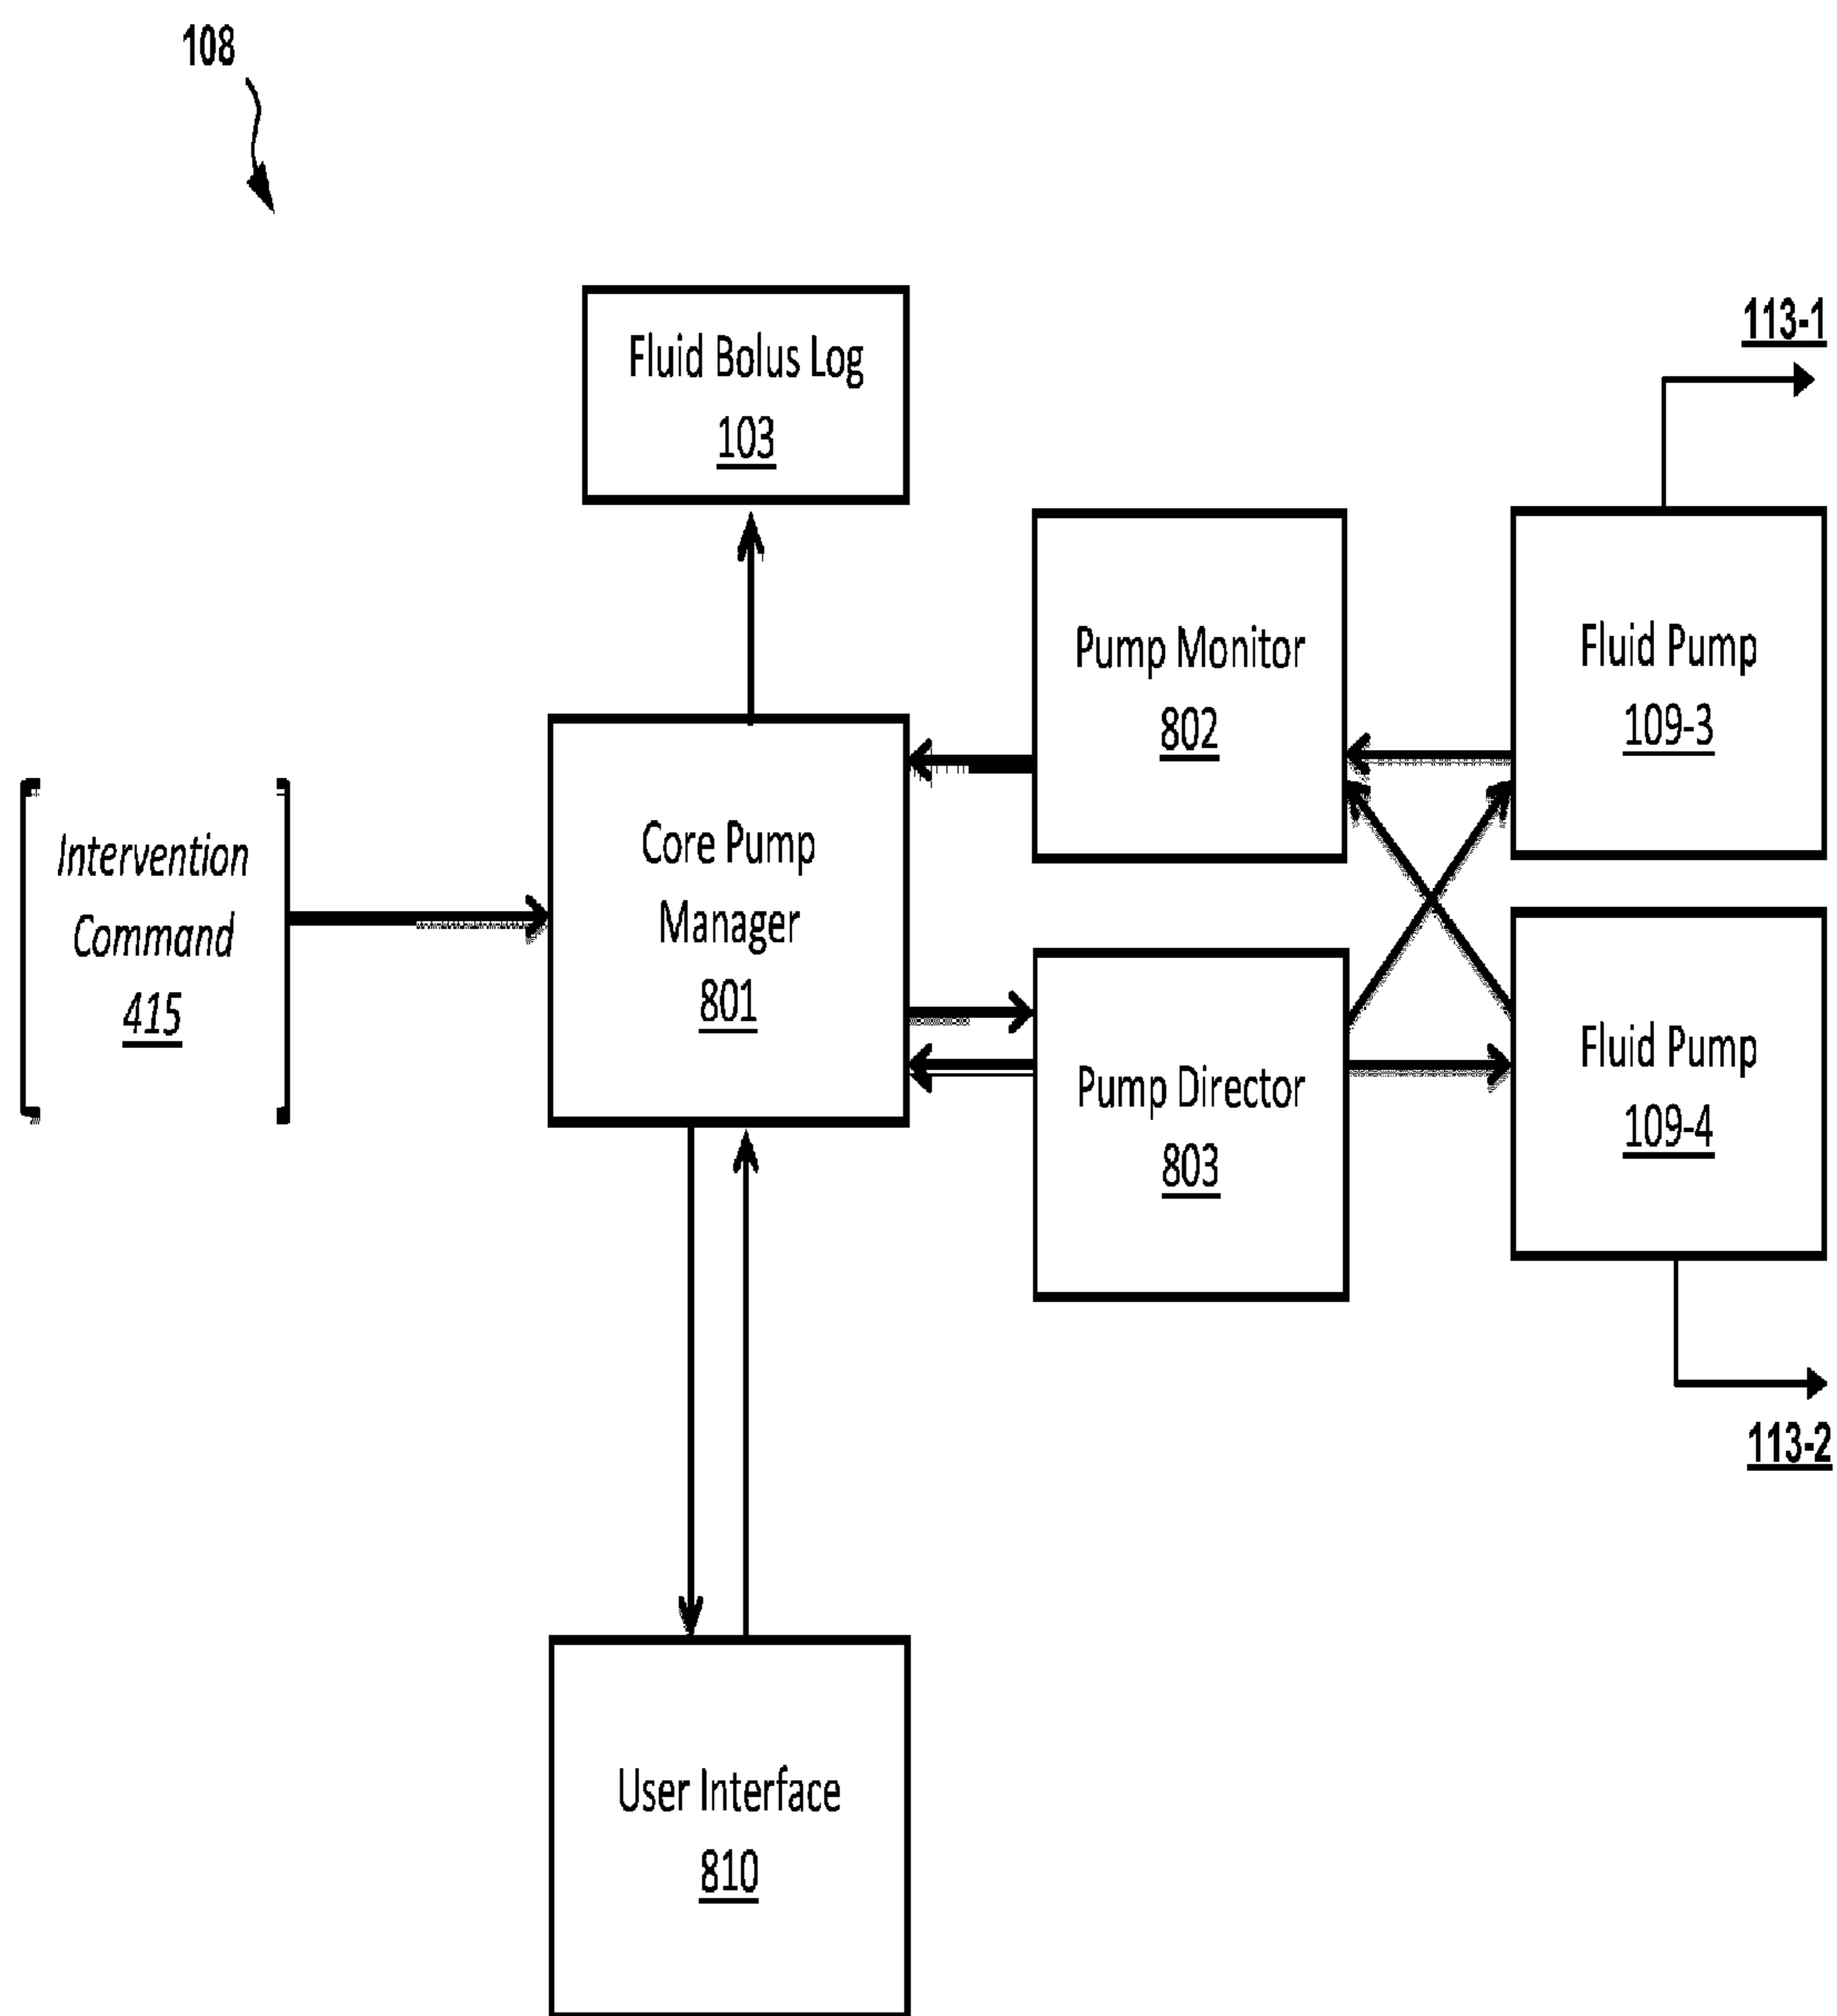 108
Fluid Bolus Log
103
113-1
Pump Monitor
802
Fluid Pump
109-3
Intervention
Command
415
Core Pump
Manager
801
Pump Director
803
Fluid Pump
109-4
113-2
User Interface
810